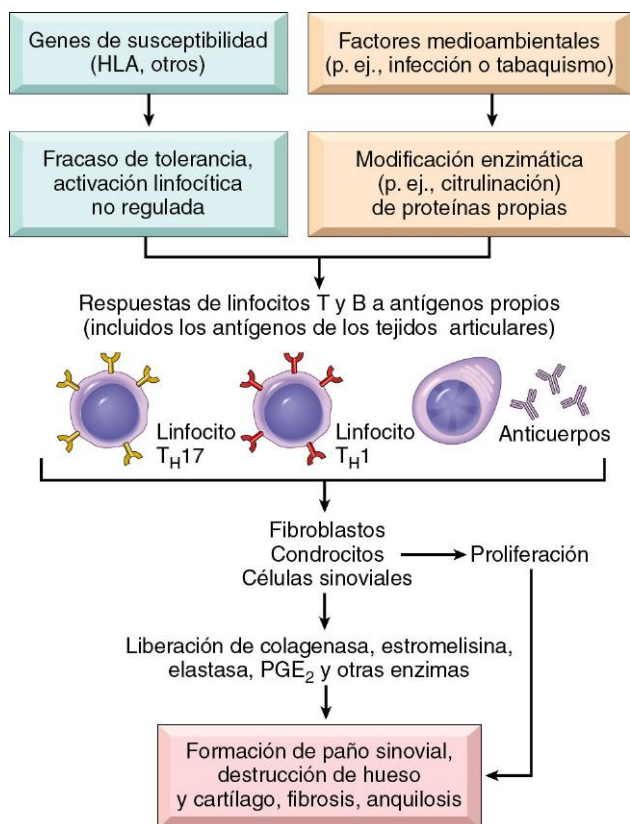 Genes de susceptibilidad
(HLA, otros)
Factores medioambientales
(p. ej., infección o tabaquismo)
Fracaso de tolerancia,
activación linfocítica
no regulada
Modificación enzimática
(p. ej., citrulinación)
de proteínas propias
Respuestas de linfocitos T y B a antígenos propios
(incluidos los antígenos de los tejidos articulares)
Linfocito
TH17
Linfocito
TH1
Anticuerpos
Fibroblastos
Condrocitos
Células sinoviales
Proliferación
Liberación de colagenasa, estromelisina,
elastasa, PGE2 y otras enzimas
Formación de paño sinovial,
destrucción de hueso
y cartílago, fibrosis, anquilosis